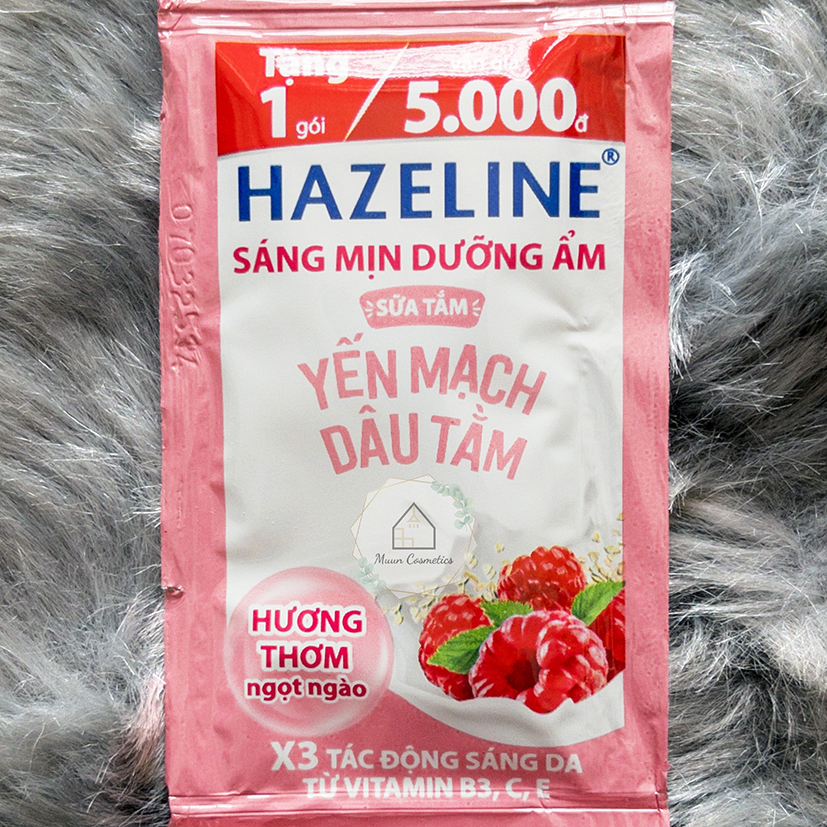 Tặng
1 gói / 5.000đ
HAZELINE®
SÁNG MỊN DƯỠNG ẨM
SỮA TẮM
YẾN MẠCH
DÂU TẰM
Muun Cosmetics
HƯƠNG
THƠM
ngọt ngào
X3 TÁC ĐỘNG SÁNG DA
TỪ VITAMIN B3, C, E